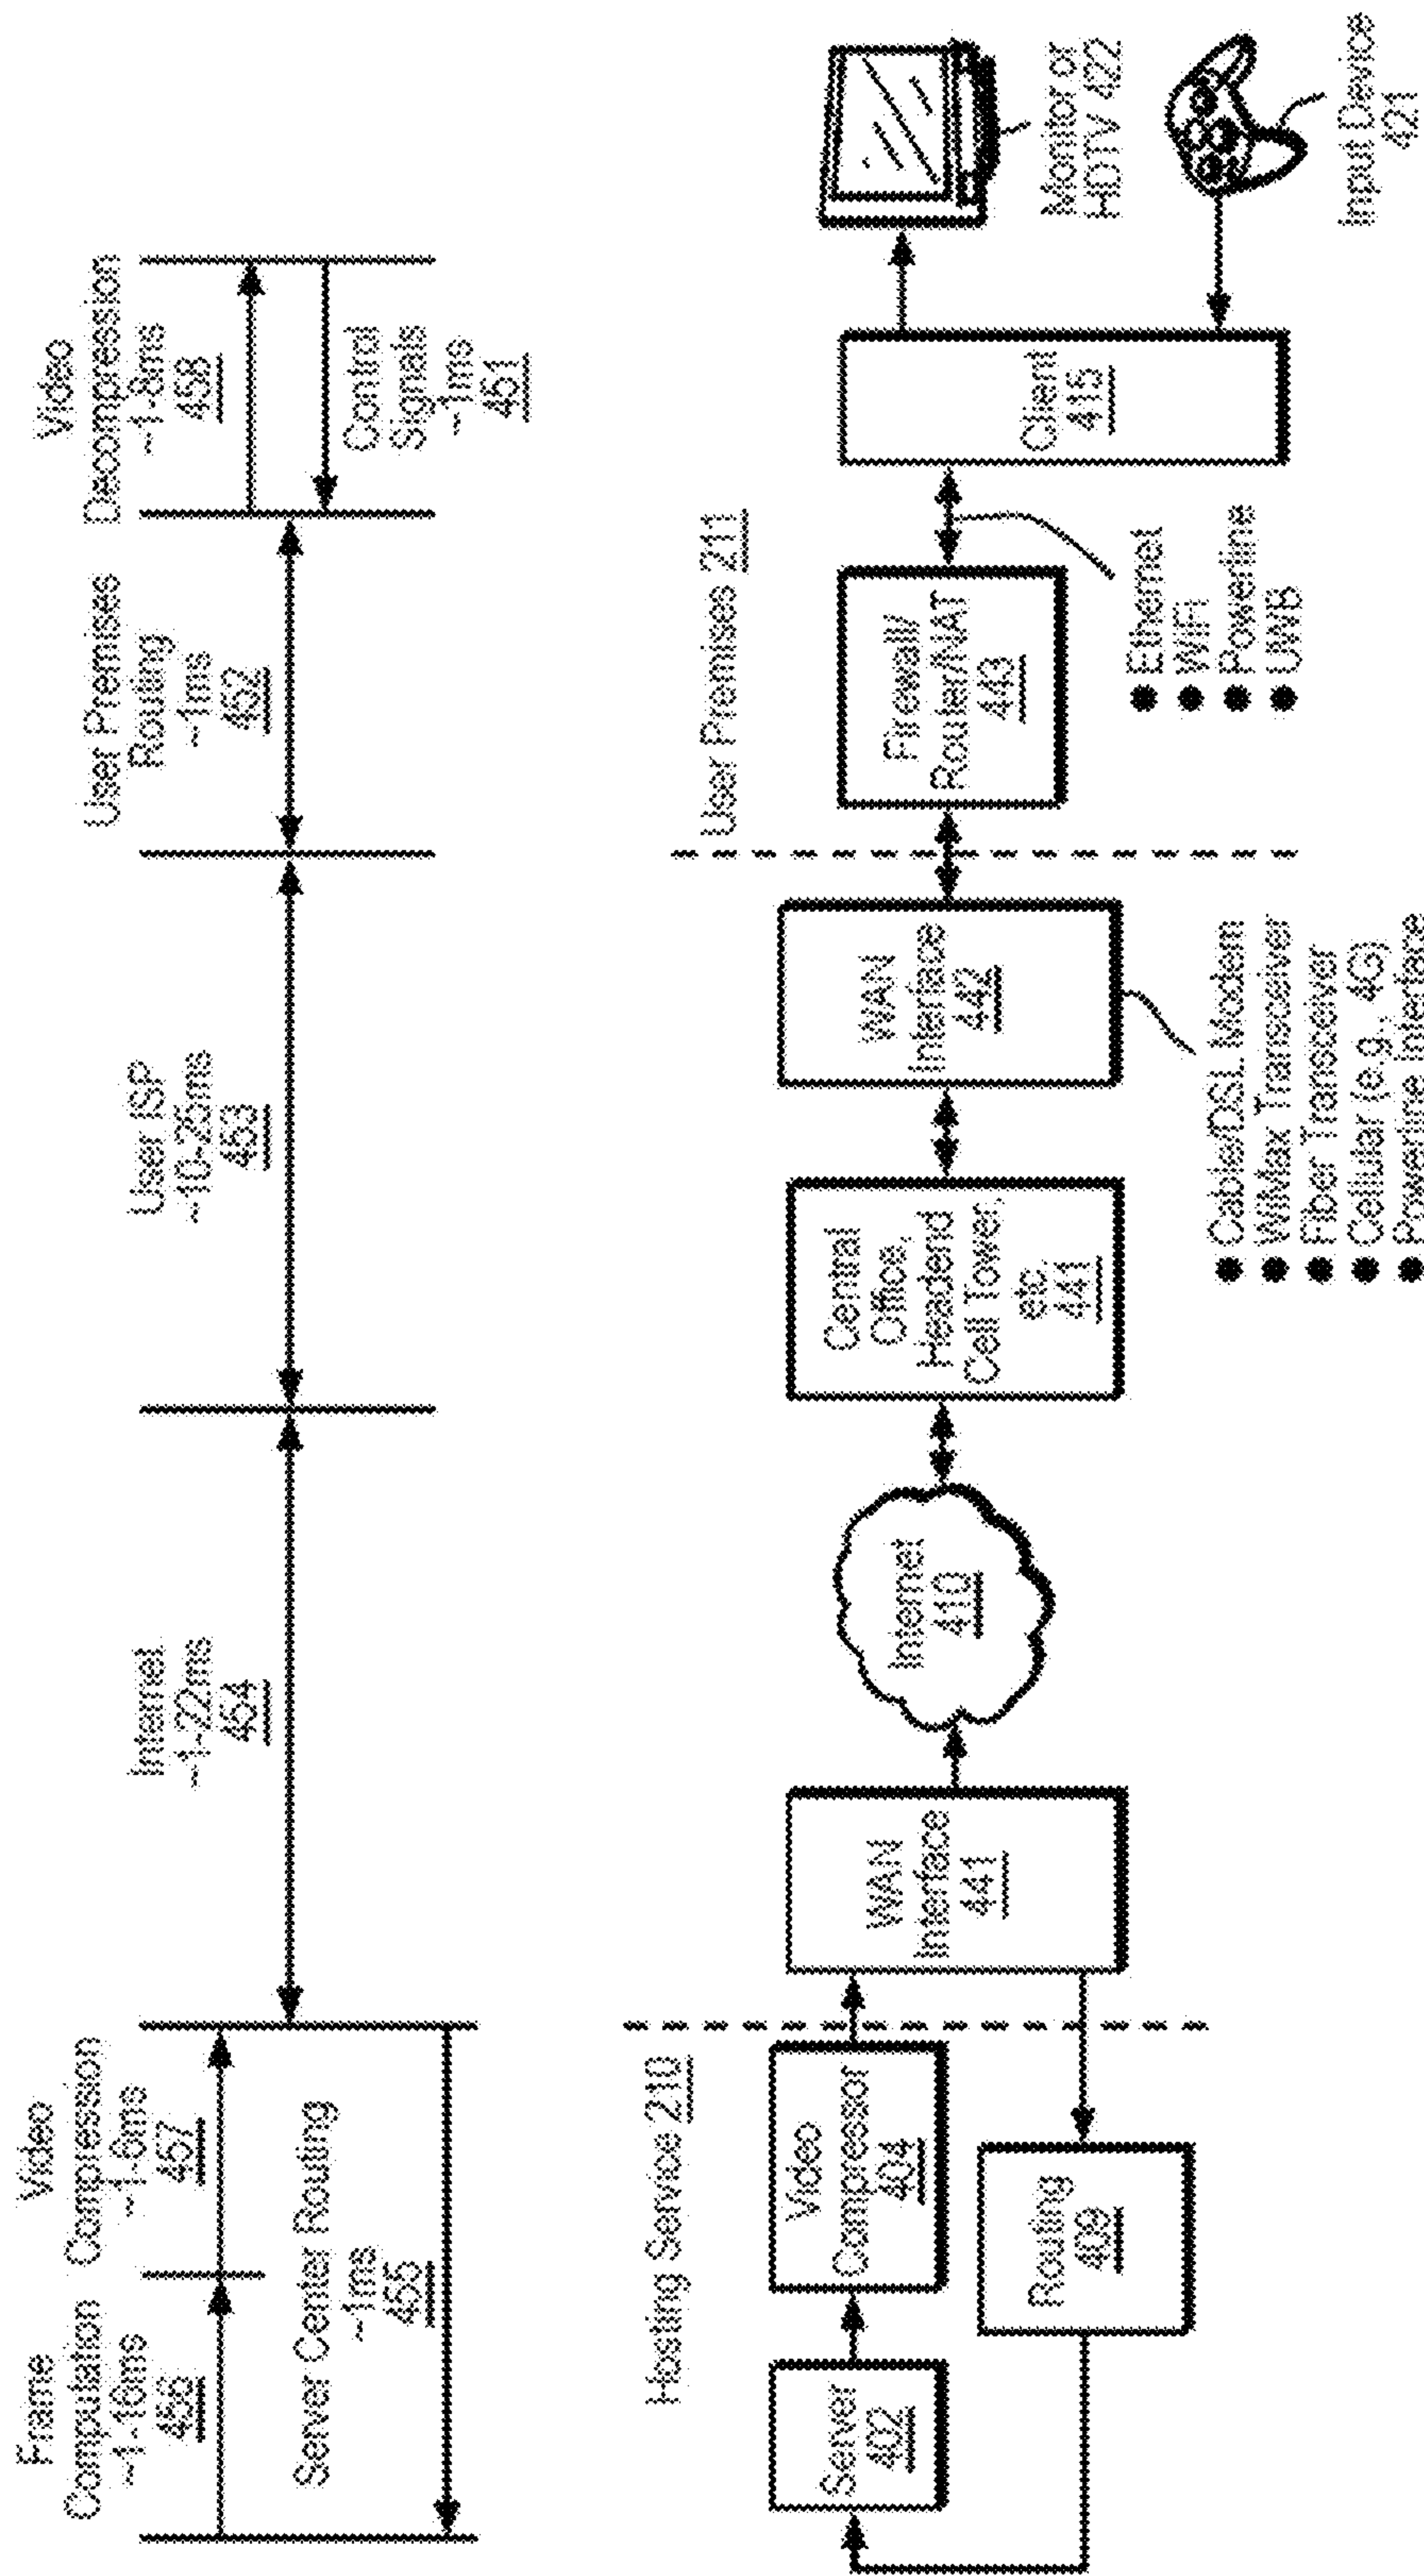 Frame
Computation
~1-16ms
456
Video
Compression
~1-6ms
457
Server Center Routing
~1ms
455
Internet
~1-22ms
454
User ISP
~10-25ms
453
User Premises
Routing
~1ms
452
Video
Decompression
~1-8ms
458
Control
Signals
~1ms
451
Hosting Service 210
Server
402
Video
Compressor
404
Routing
409
WAN
Interface
441
Internet
410
Central
Office,
Headend
Cell Tower,
etc.
441
WAN
Interface
442
● Cable/DSL Modem
● WiMax Transceiver
● Fiber Transceiver
● Cellular (e.g., 4G)
● Powerline Interface
User Premises 211
Firewall/
Router/NAT
443
● Ethernet
● WiFi
● Powerline
● UWB
Client
415
Monitor or
HDTV 422
Input Device
421